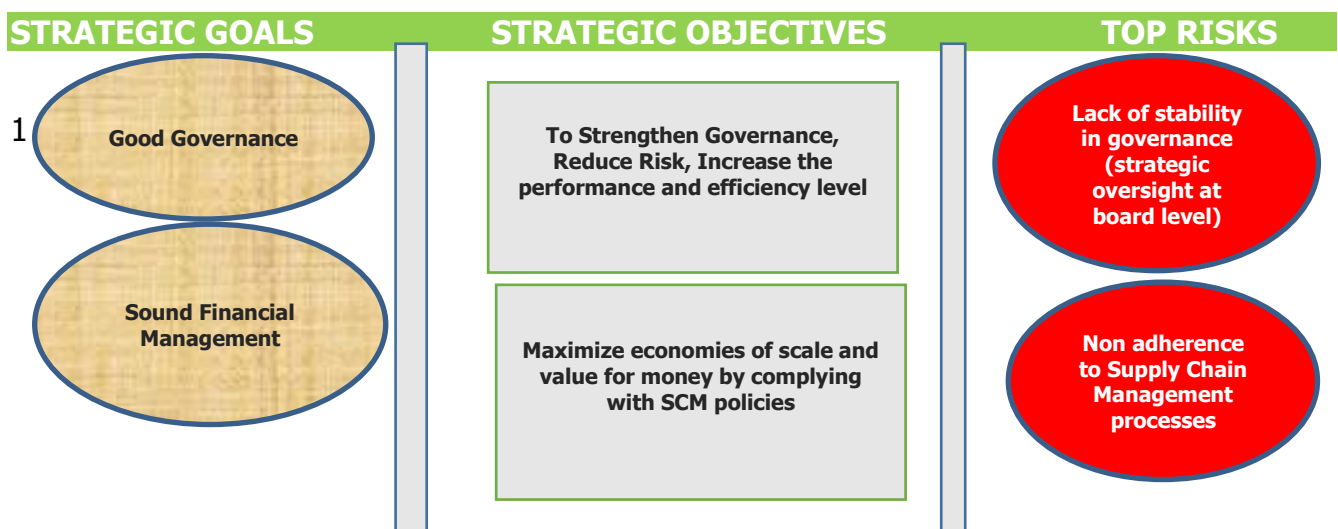 STRATEGIC GOALS
STRATEGIC OBJECTIVES
TOP RISKS
1
Good Governance
To Strengthen Governance,
Reduce Risk, Increase the
performance and efficiency level
Lack of stability
in governance
(strategic
oversight at
board level)
Sound Financial
Management
Maximize economies of scale and
value for money by complying
with SCM policies
Non adherence
to Supply Chain
Management
processes